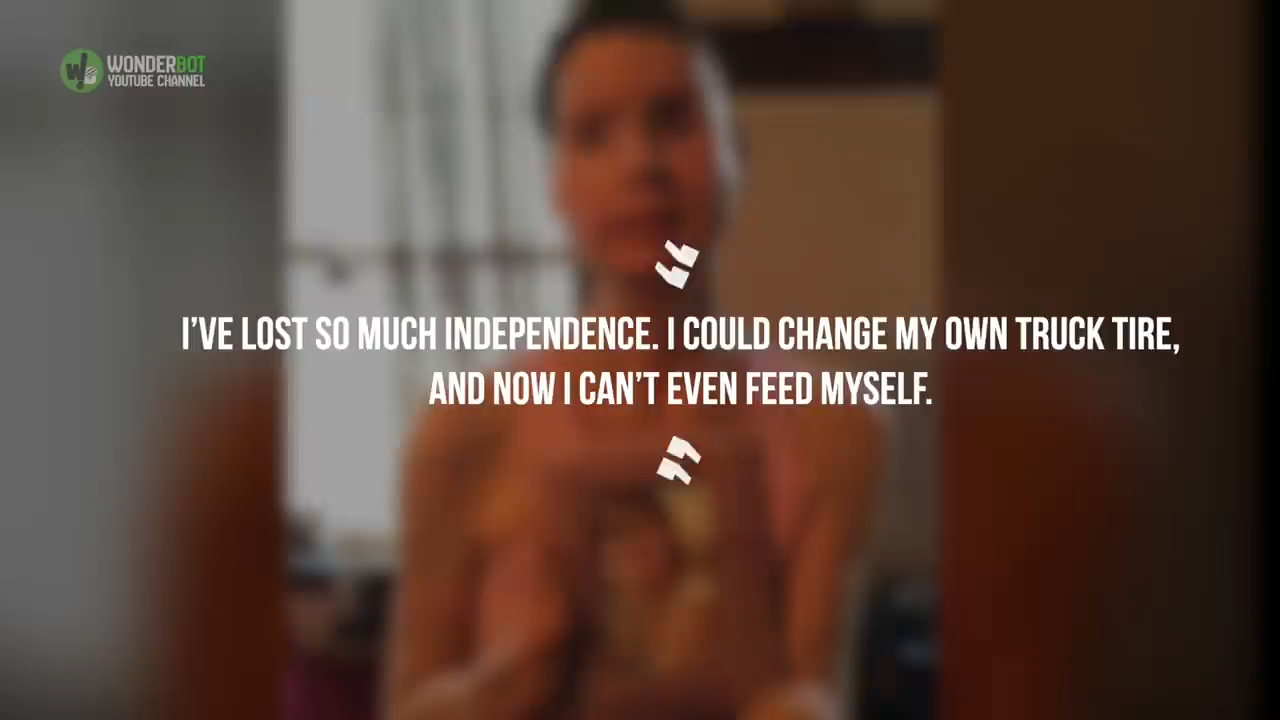 WONDERBOT
YOUTUBE CHANNEL
“
I’VE LOST SO MUCH INDEPENDENCE. I COULD CHANGE MY OWN TRUCK TIRE,
AND NOW I CAN’T EVEN FEED MYSELF.
”